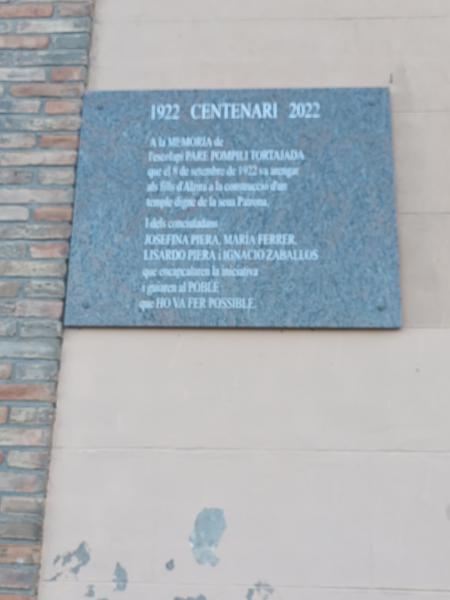 1922 CENTENARI 2022
A la MEMORIA de
l'escolapi PARE POMPILI TORTAJADA
que el 8 de setembre de 1922 va arengar
als fills d'Alzira a la construcció d'un
temple digne de la seua Patrona.
I dels conciutadans
JOSEFINA PIERA, MARÍA FERRER,
LISARDO PIERA i IGNACIO ZABALLOS
que encapçalaren la iniciativa
i guiaren al POBLE
que HO VA FER POSSIBLE.